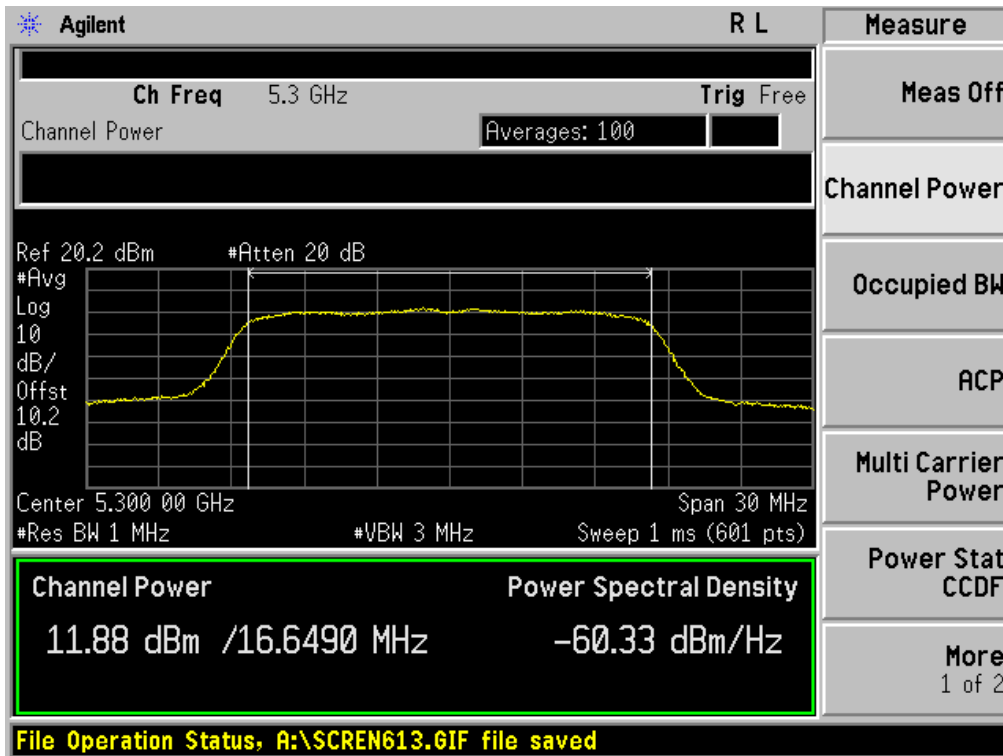 Agilent
R L
Measure
Ch Freq 5.3 GHz
Trig Free
Channel Power
Averages: 100
Ref 20.2 dBm #Atten 20 dB
#Avg
Log
10
dB/
Offst
10.2
dB
Center 5.300 00 GHz Span 30 MHz
#Res BW 1 MHz #VBW 3 MHz Sweep 1 ms (601 pts)
Channel Power
Power Spectral Density
11.88 dBm /16.6490 MHz
-60.33 dBm/Hz
File Operation Status, A:\SCREN613.GIF file saved
Meas Off
Channel Power
Occupied BW
ACP
Multi Carrier
Power
Power Stat
CCDF
More
1 of 2